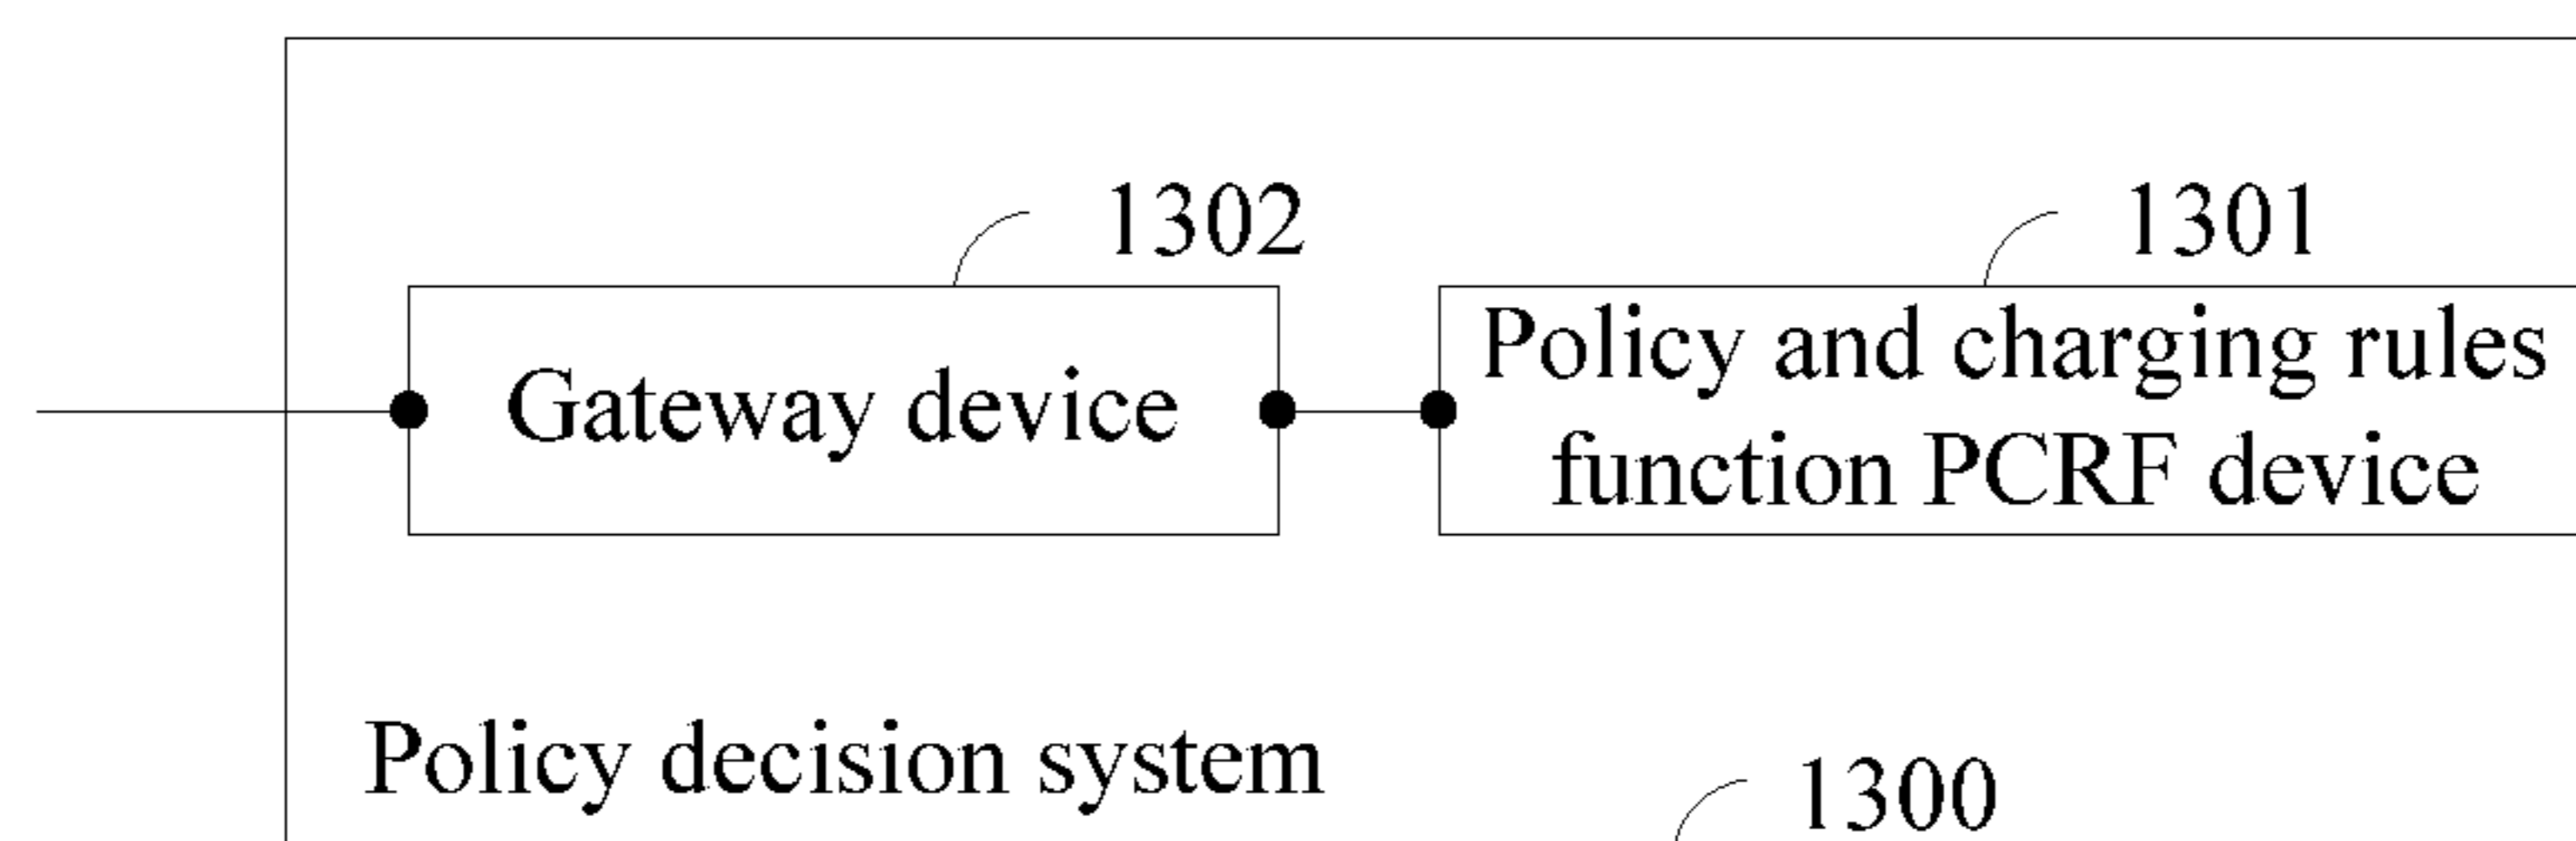 1302
1301
Gateway device
Policy and charging rules
function PCRF device
Policy decision system
1300